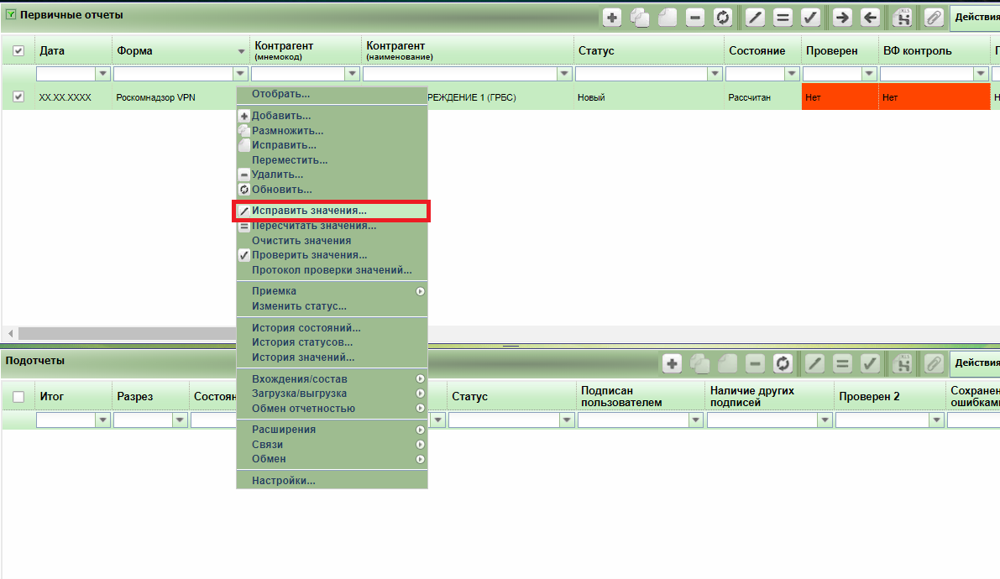 Первичные отчеты
Действия
Дата
Форма
Контрагент
(мнемокод)
Контрагент
(наименование)
Статус
Состояние
Проверен
ВФ контроль
XX.XX.XXXX
Роскомнадзор VPN
РЕЖДЕНИЕ 1 (ГРБС)
Новый
Рассчитан
Нет
Нет
Отобрать...
Добавить...
Размножить...
Исправить...
Переместить...
Удалить...
Обновить...
Исправить значения...
Пересчитать значения...
Очистить значения
Проверить значения...
Протокол проверки значений...
Приемка
Изменить статус...
История состояний...
История статусов...
История значений...
Вхождения/состав
Загрузка/выгрузка
Обмен отчетностью
Расширения
Связи
Обмен
Настройки...
Подотчеты
Действия
Итог
Разрез
Состоян
Статус
Подписан
пользователем
Наличие других
подписей
Проверен 2
Сохранен
ошибками